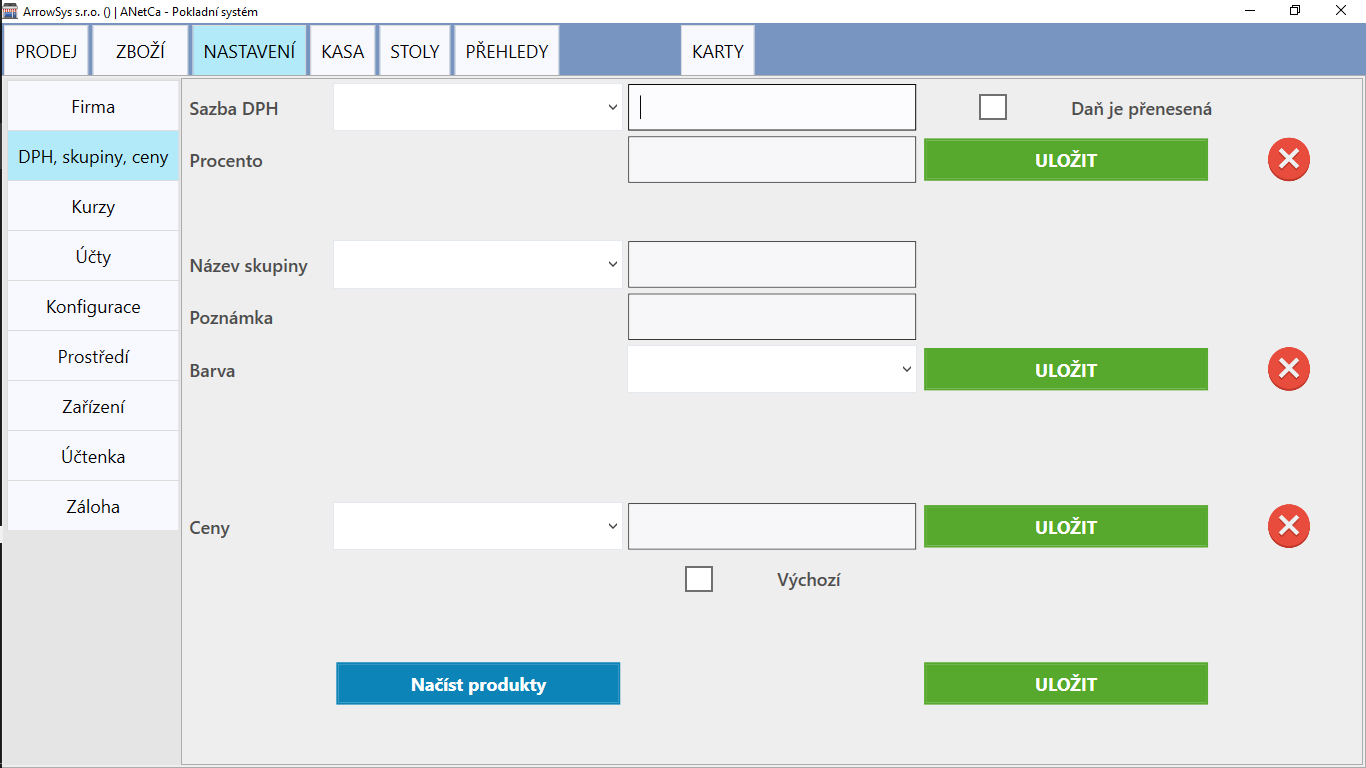 ArrowSys s.r.o. () | ANetCa - Pokladní systém
PRODEJ ZBOŽÍ NASTAVENÍ KASA STOLY PŘEHLEDY KARTY
Firma
DPH, skupiny, ceny
Kurzy
Účty
Konfigurace
Prostředí
Zařízení
Účtenka
Záloha
Sazba DPH Daň je přenesená
Procento ULOŽIT
Název skupiny
Poznámka
Barva ULOŽIT
Ceny ULOŽIT
Výchozí
Načíst produkty ULOŽIT